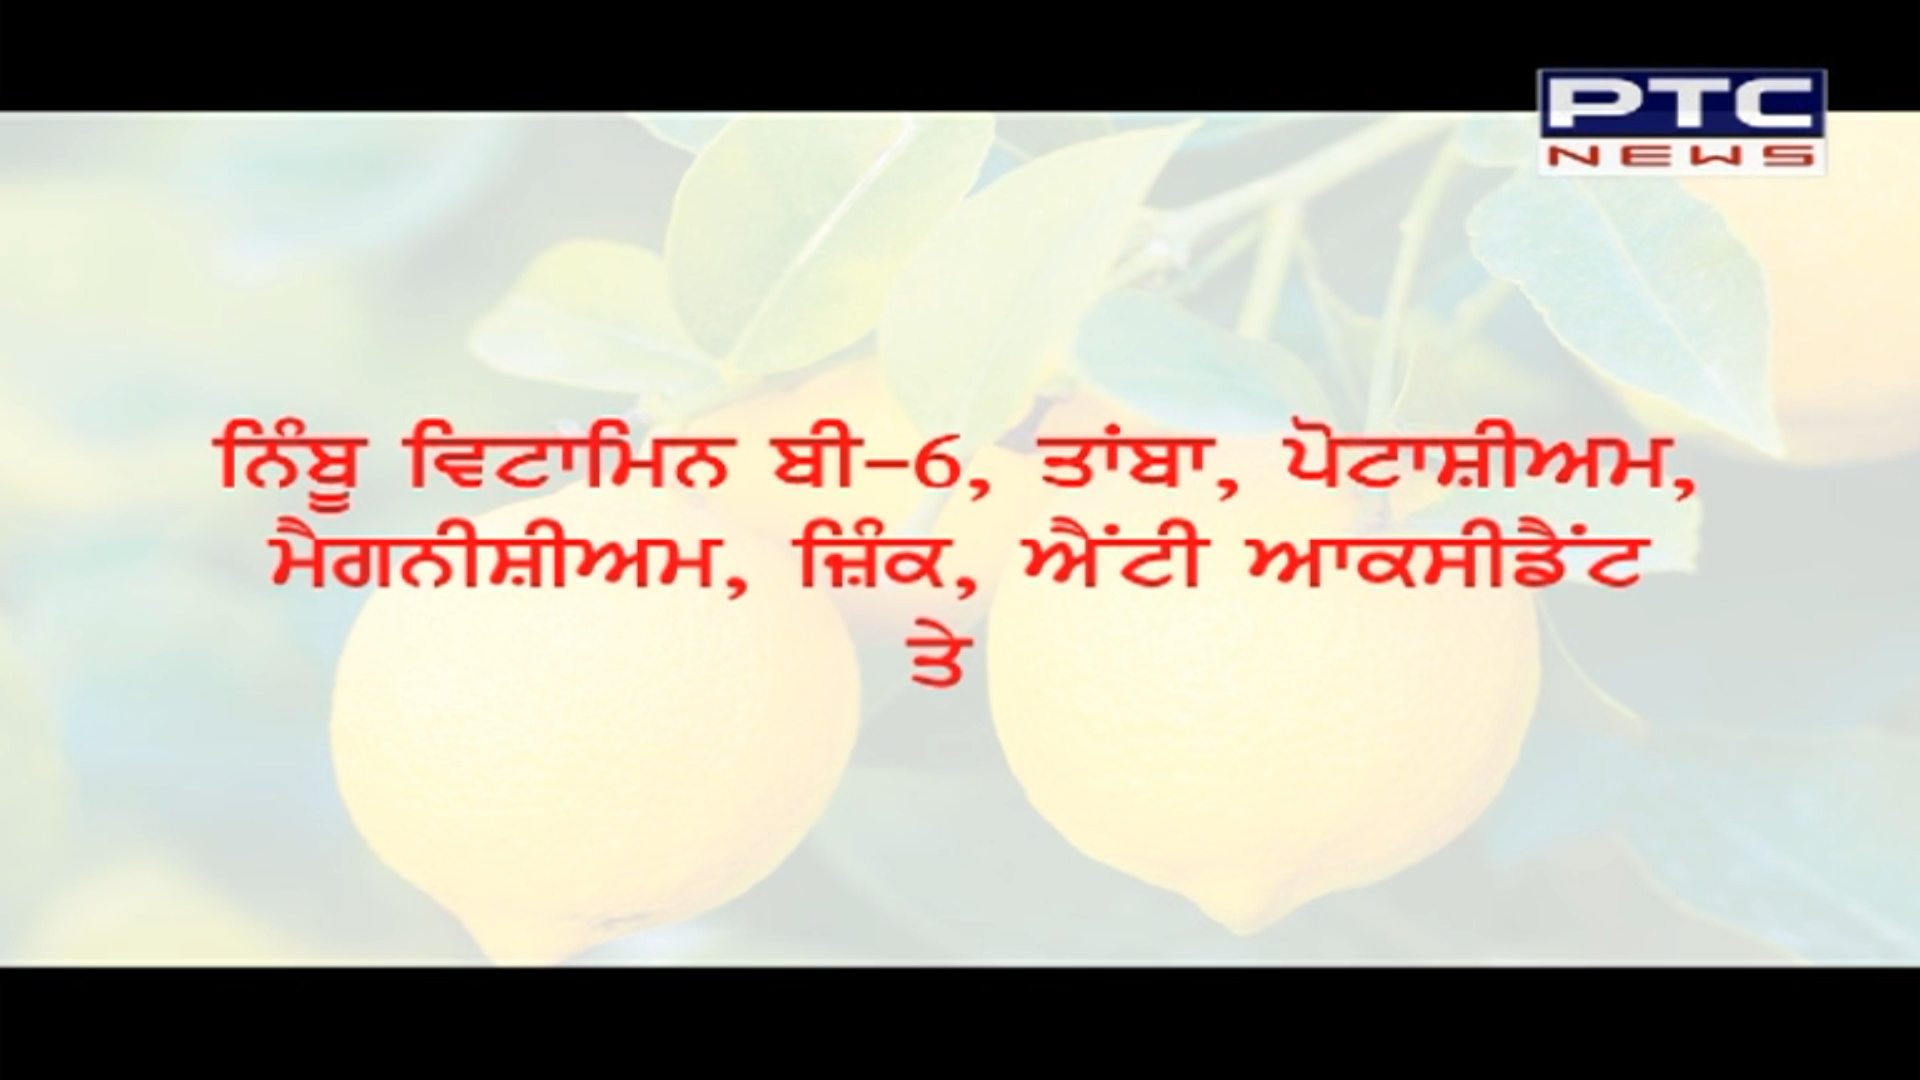 PTC
NEWS
ਨਿੰਬੂ ਵਿਟਾਮਿਨ ਬੀ-6, ਤਾਂਬਾ, ਪੋਟਾਸ਼ੀਅਮ,
ਮੈਗਨੀਸ਼ੀਅਮ, ਜ਼ਿੰਕ, ਐਂਟੀ ਆਕਸੀਡੈਂਟ
ਤੇ